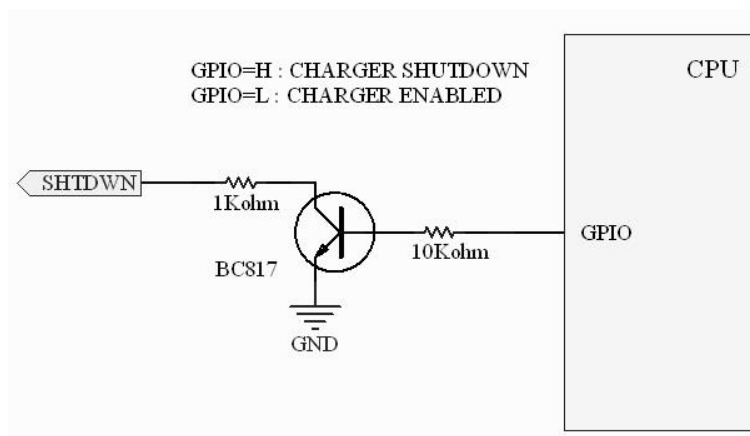 GPIO=H : CHARGER SHUTDOWN
GPIO=L : CHARGER ENABLED
CPU
SHTDWN
1Kohm
10Kohm
GPIO
BC817
GND